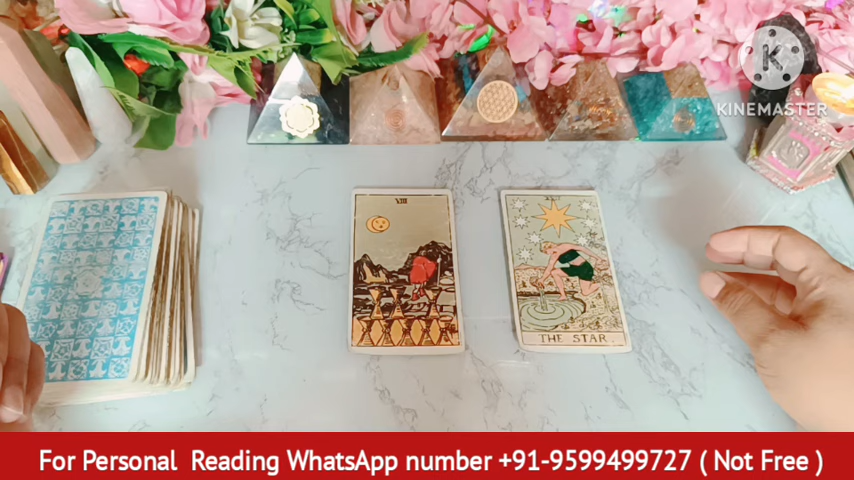 KINEMASTER
VIII
THE STAR.
For Personal Reading WhatsApp number +91-9599499727 ( Not Free )